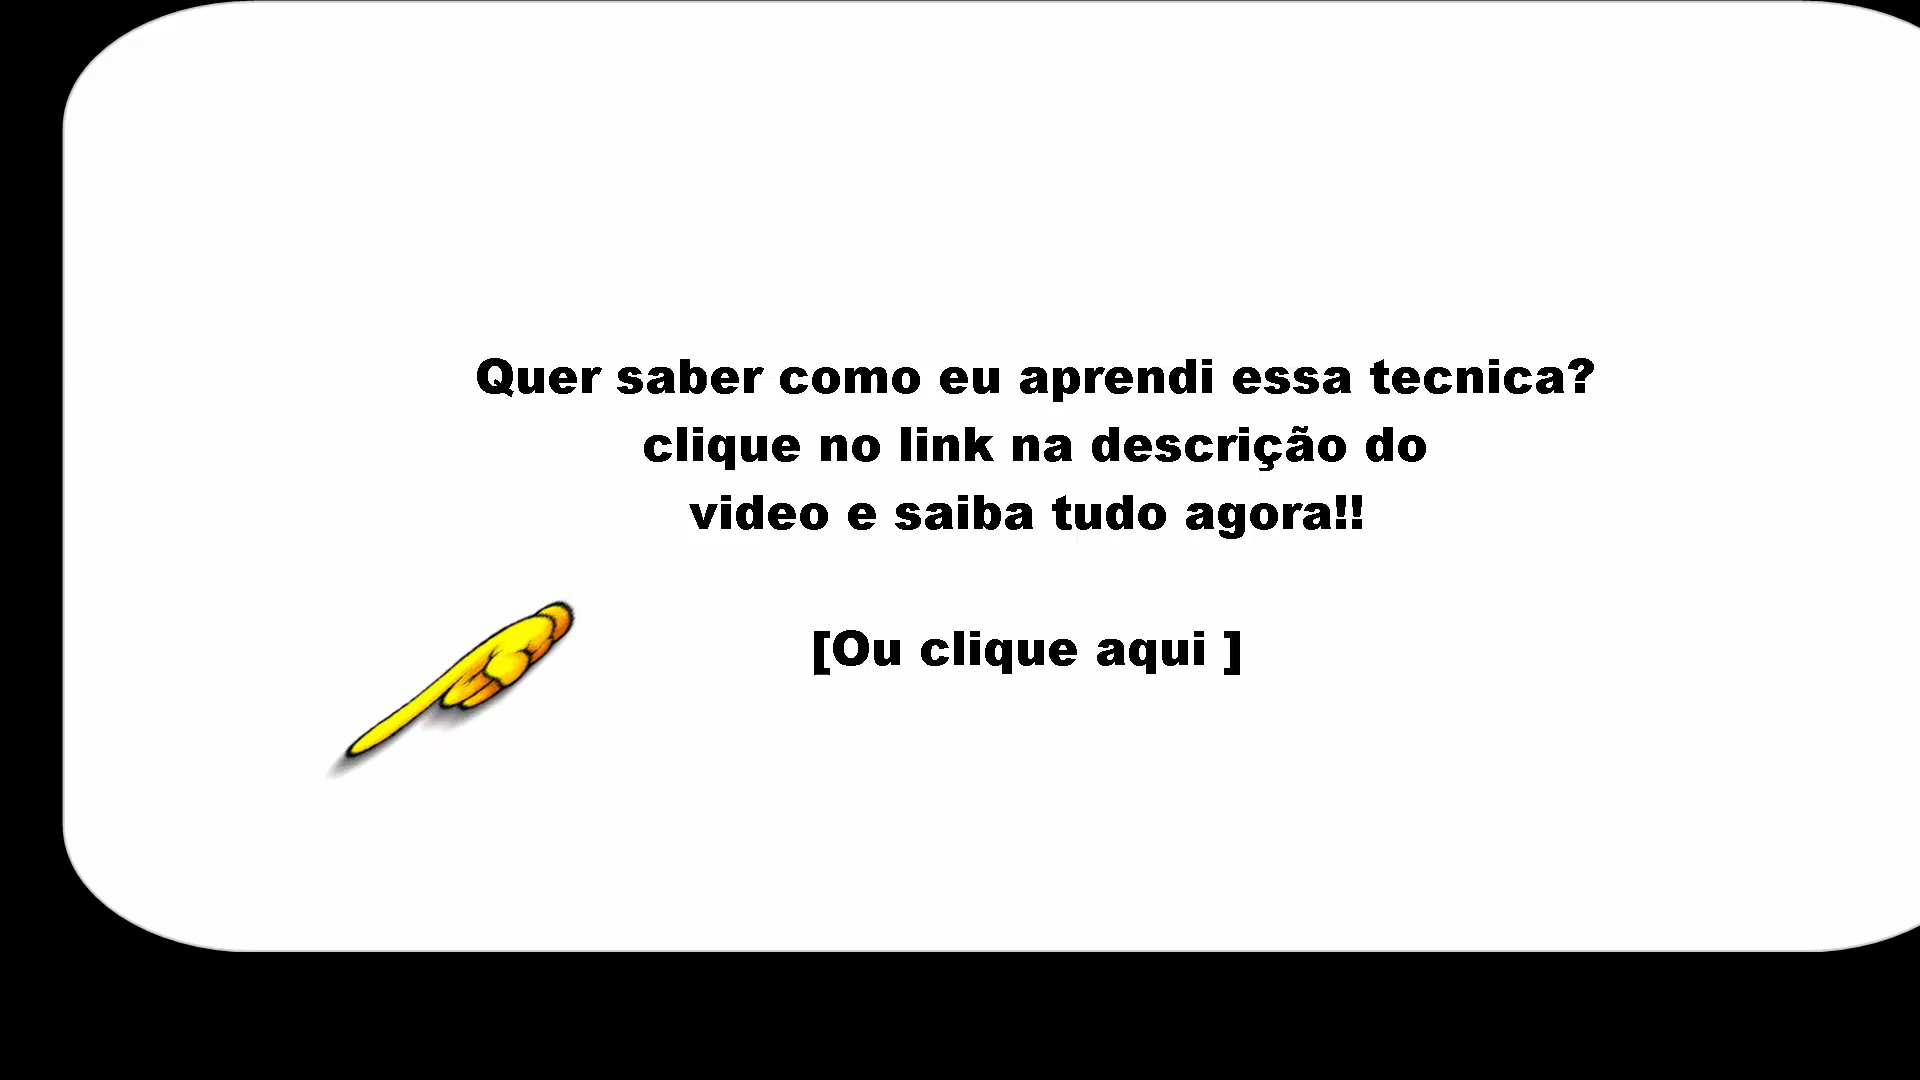 Quer saber como eu aprendi essa tecnica?
clique no link na descrição do
video e saiba tudo agora!!
[Ou clique aqui ]